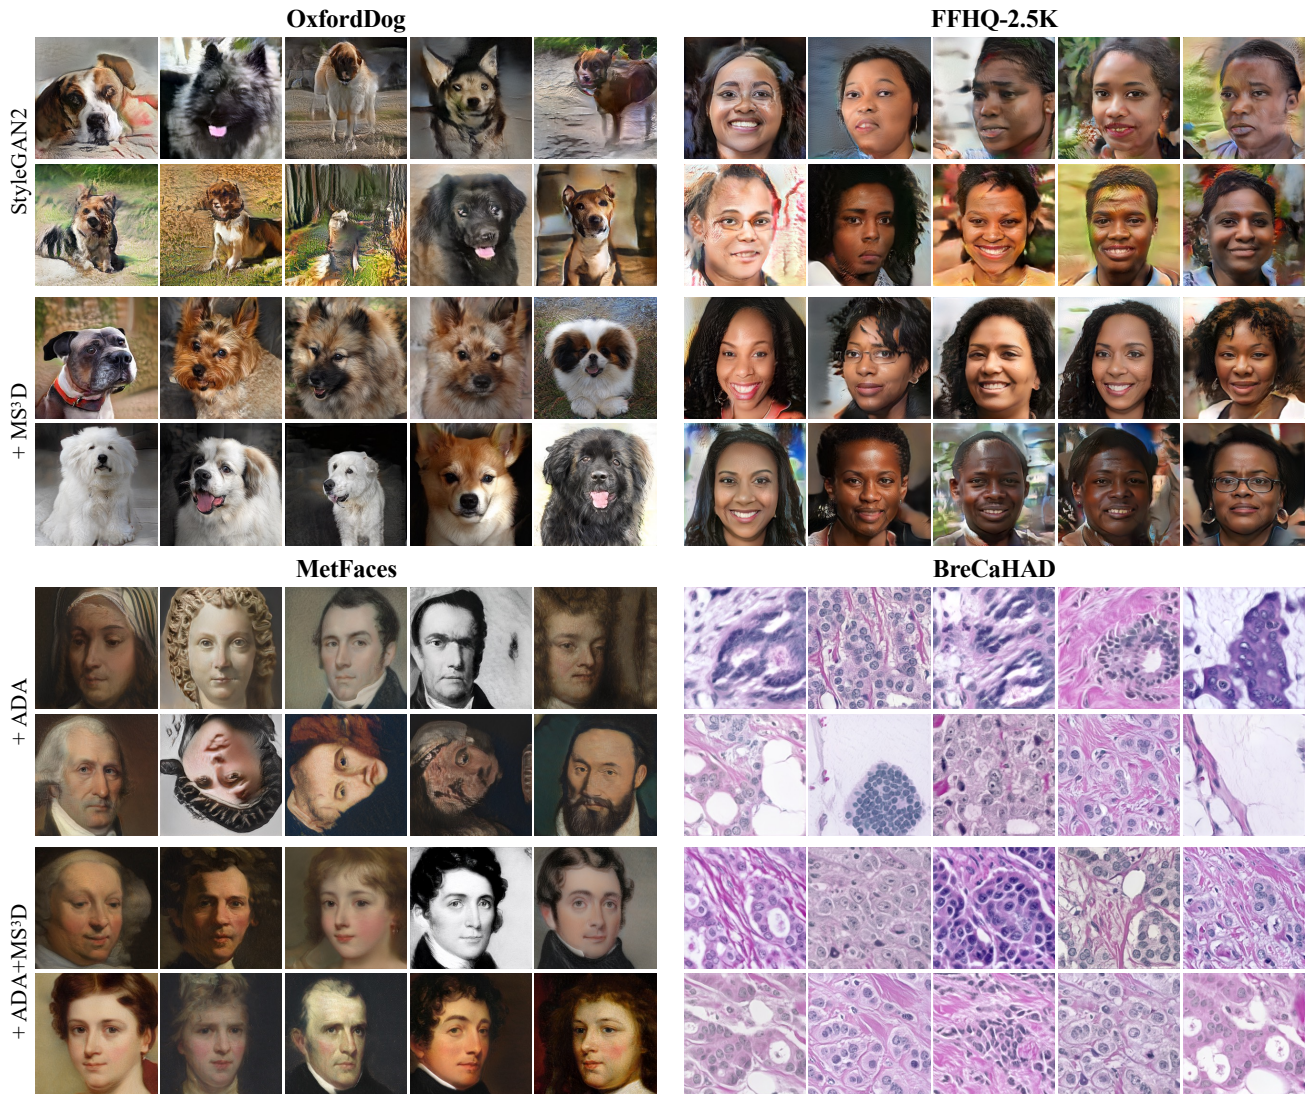 OxfordDog
FFHQ-2.5K
StyleGAN2
+ MS³D
MetFaces
BreCaHAD
+ ADA
+ ADA+MS³D